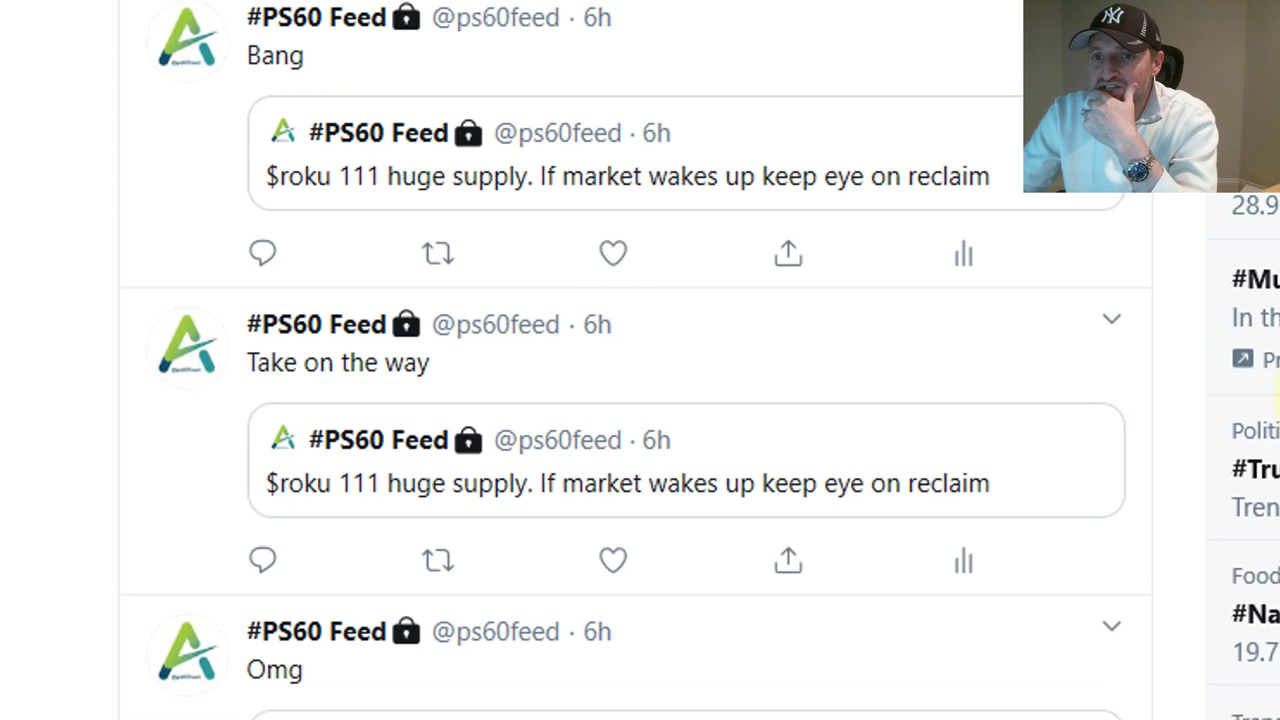 #PS60 Feed @ps60feed · 6h
Bang
#PS60 Feed @ps60feed · 6h
$roku 111 huge supply. If market wakes up keep eye on reclaim
28.9
#Mu
In th
#PS60 Feed @ps60feed · 6h
Take on the way
Pr
#PS60 Feed @ps60feed · 6h
$roku 111 huge supply. If market wakes up keep eye on reclaim
Politi
#Tru
Tren
Food
#Na
#PS60 Feed @ps60feed · 6h
Omg
19.7